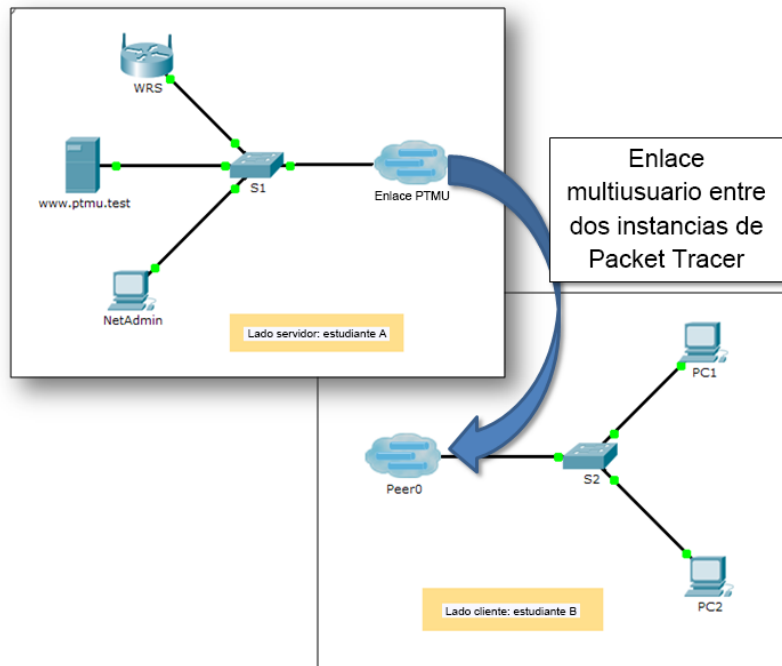 WRS
www.ptmu.test
S1
Enlace PTMU
NetAdmin
Lado servidor: estudiante A
Enlace
multiusuario entre
dos instancias de
Packet Tracer
PC1
Peer0
S2
PC2
Lado cliente: estudiante B